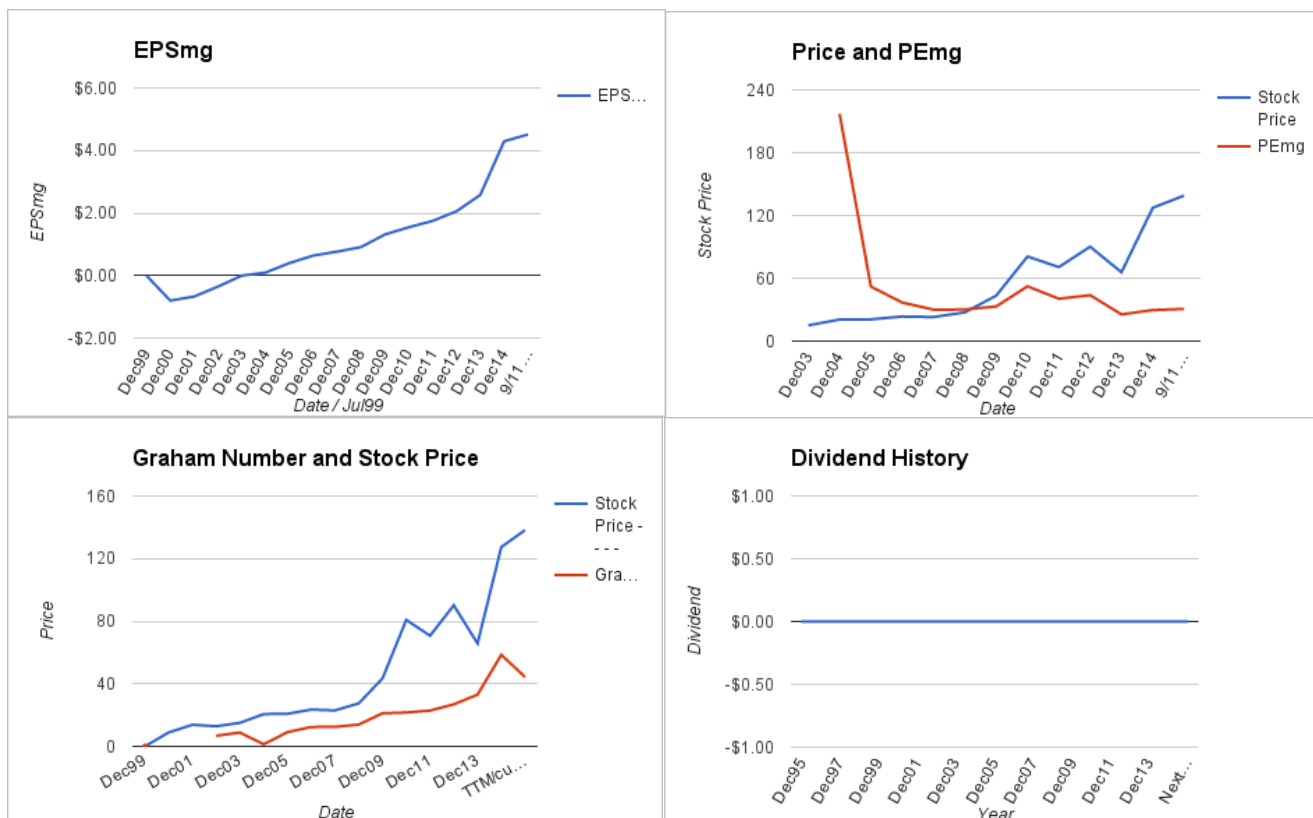 EPSmg
$6.00
$4.00
$2.00
$0.00
-$2.00
EPSmg
Dec99
Dec00
Dec01
Dec02
Dec03
Dec04
Dec05
Dec06
Dec07
Dec08
Dec09
Dec10
Dec11
Dec12
Dec13
Dec14
9/11 ...
Date / Jul99
EPS...
Price and PEmg
240
180
120
60
0
Stock Price
Dec03
Dec04
Dec05
Dec06
Dec07
Dec08
Dec09
Dec10
Dec11
Dec12
Dec13
Dec14
9/11 ...
Date
Stock
Price
PEmg
Graham Number and Stock Price
160
120
80
40
0
Price
Dec99
Dec01
Dec03
Dec05
Dec07
Dec09
Dec11
Dec13
TTM/cu...
Date
Stock
Price -
- - -
Gra...
Dividend History
$1.00
$0.50
$0.00
-$0.50
-$1.00
Dividend
Dec95
Dec97
Dec99
Dec01
Dec03
Dec05
Dec07
Dec09
Dec11
Dec13
Next...
Year